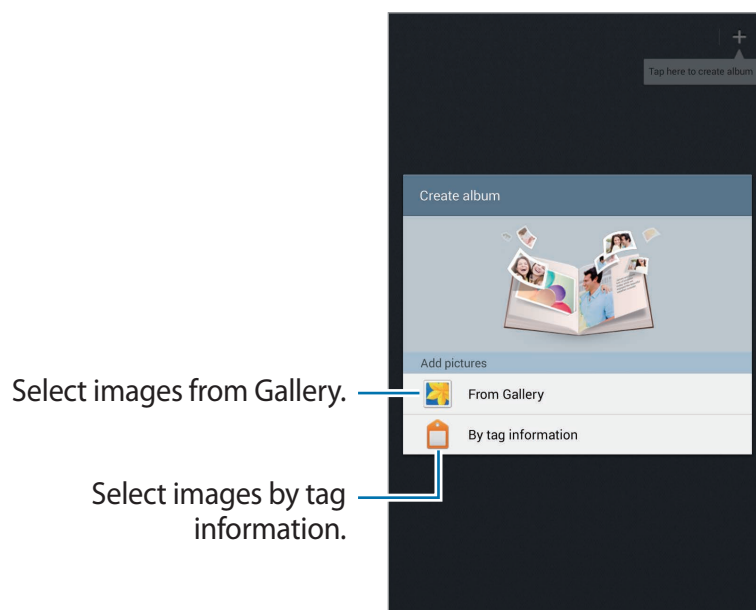 +
Tap here to create album
Create album
Add pictures
Select images from Gallery.
From Gallery
By tag information
Select images by tag
information.